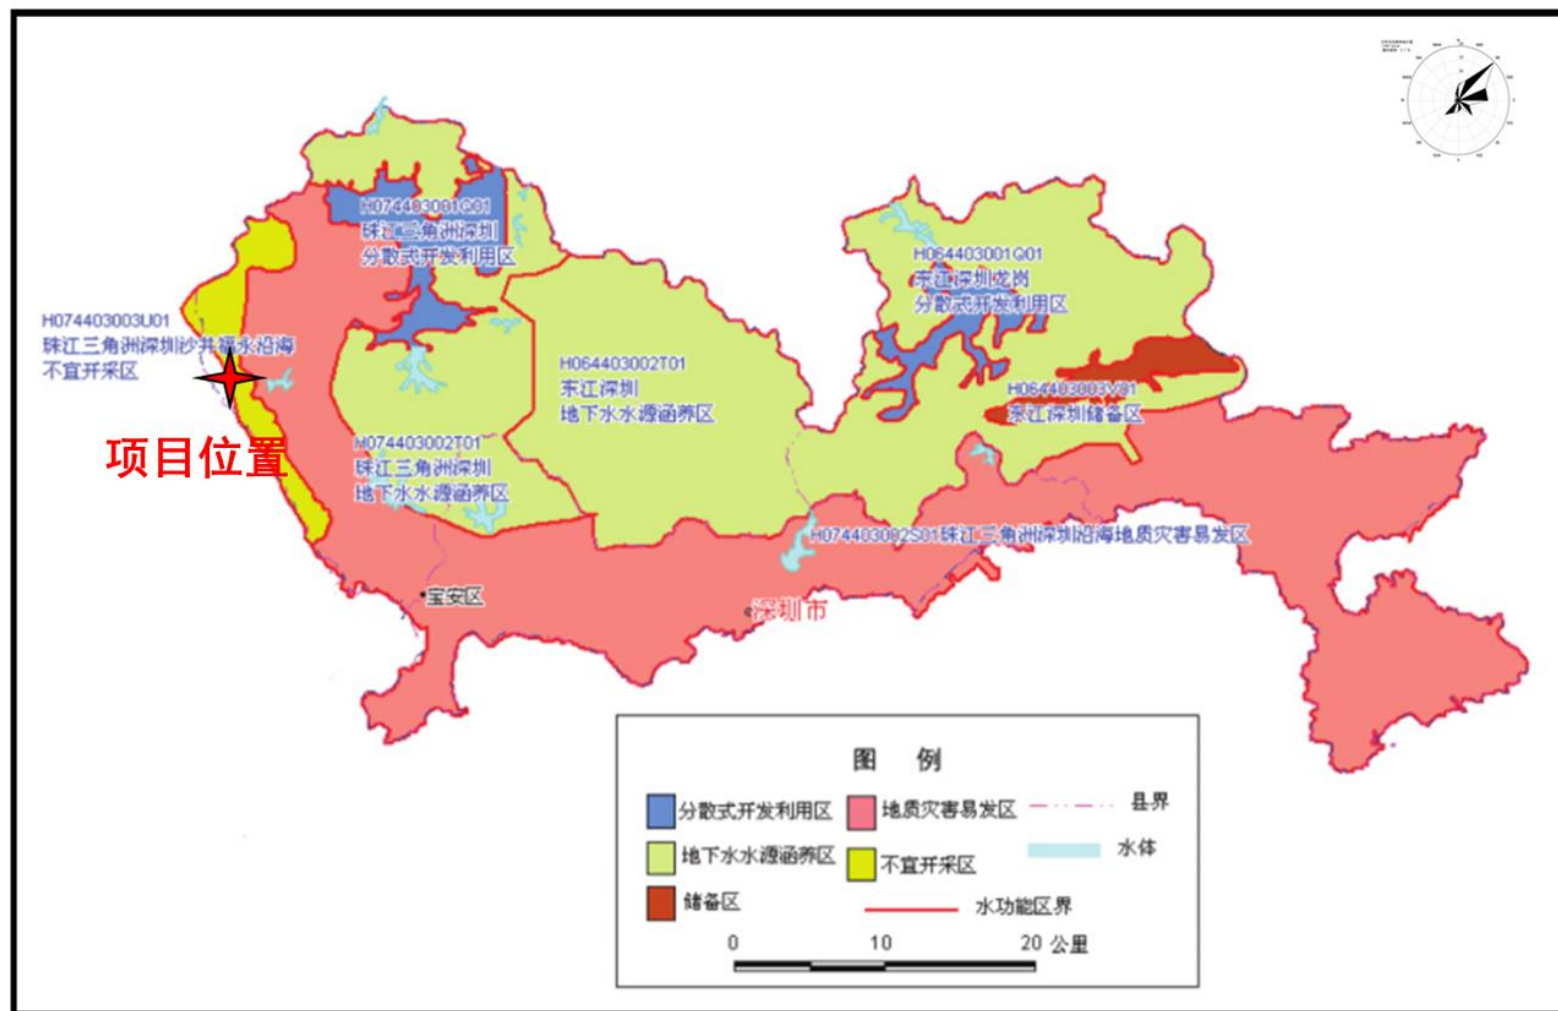 H074403001Q01
珠江三角洲深圳
分散式开发利用区
H064403001Q01
东江深圳龙岗
分散式开发利用区
H074403003U01
珠江三角洲深圳沙井福永沿海
不宜开采区
H064403002T01
东江深圳
地下水水源涵养区
H064403003V01
东江深圳储备区
项目位置
H074403002T01
珠江三角洲深圳
地下水水源涵养区
H074403002S01珠江三角洲深圳沿海地质灾害易发区
宝安区
深圳市
图 例
分散式开发利用区
地质灾害易发区
县界
地下水水源涵养区
不宜开采区
水体
储备区
水功能区界
0 10 20 公里